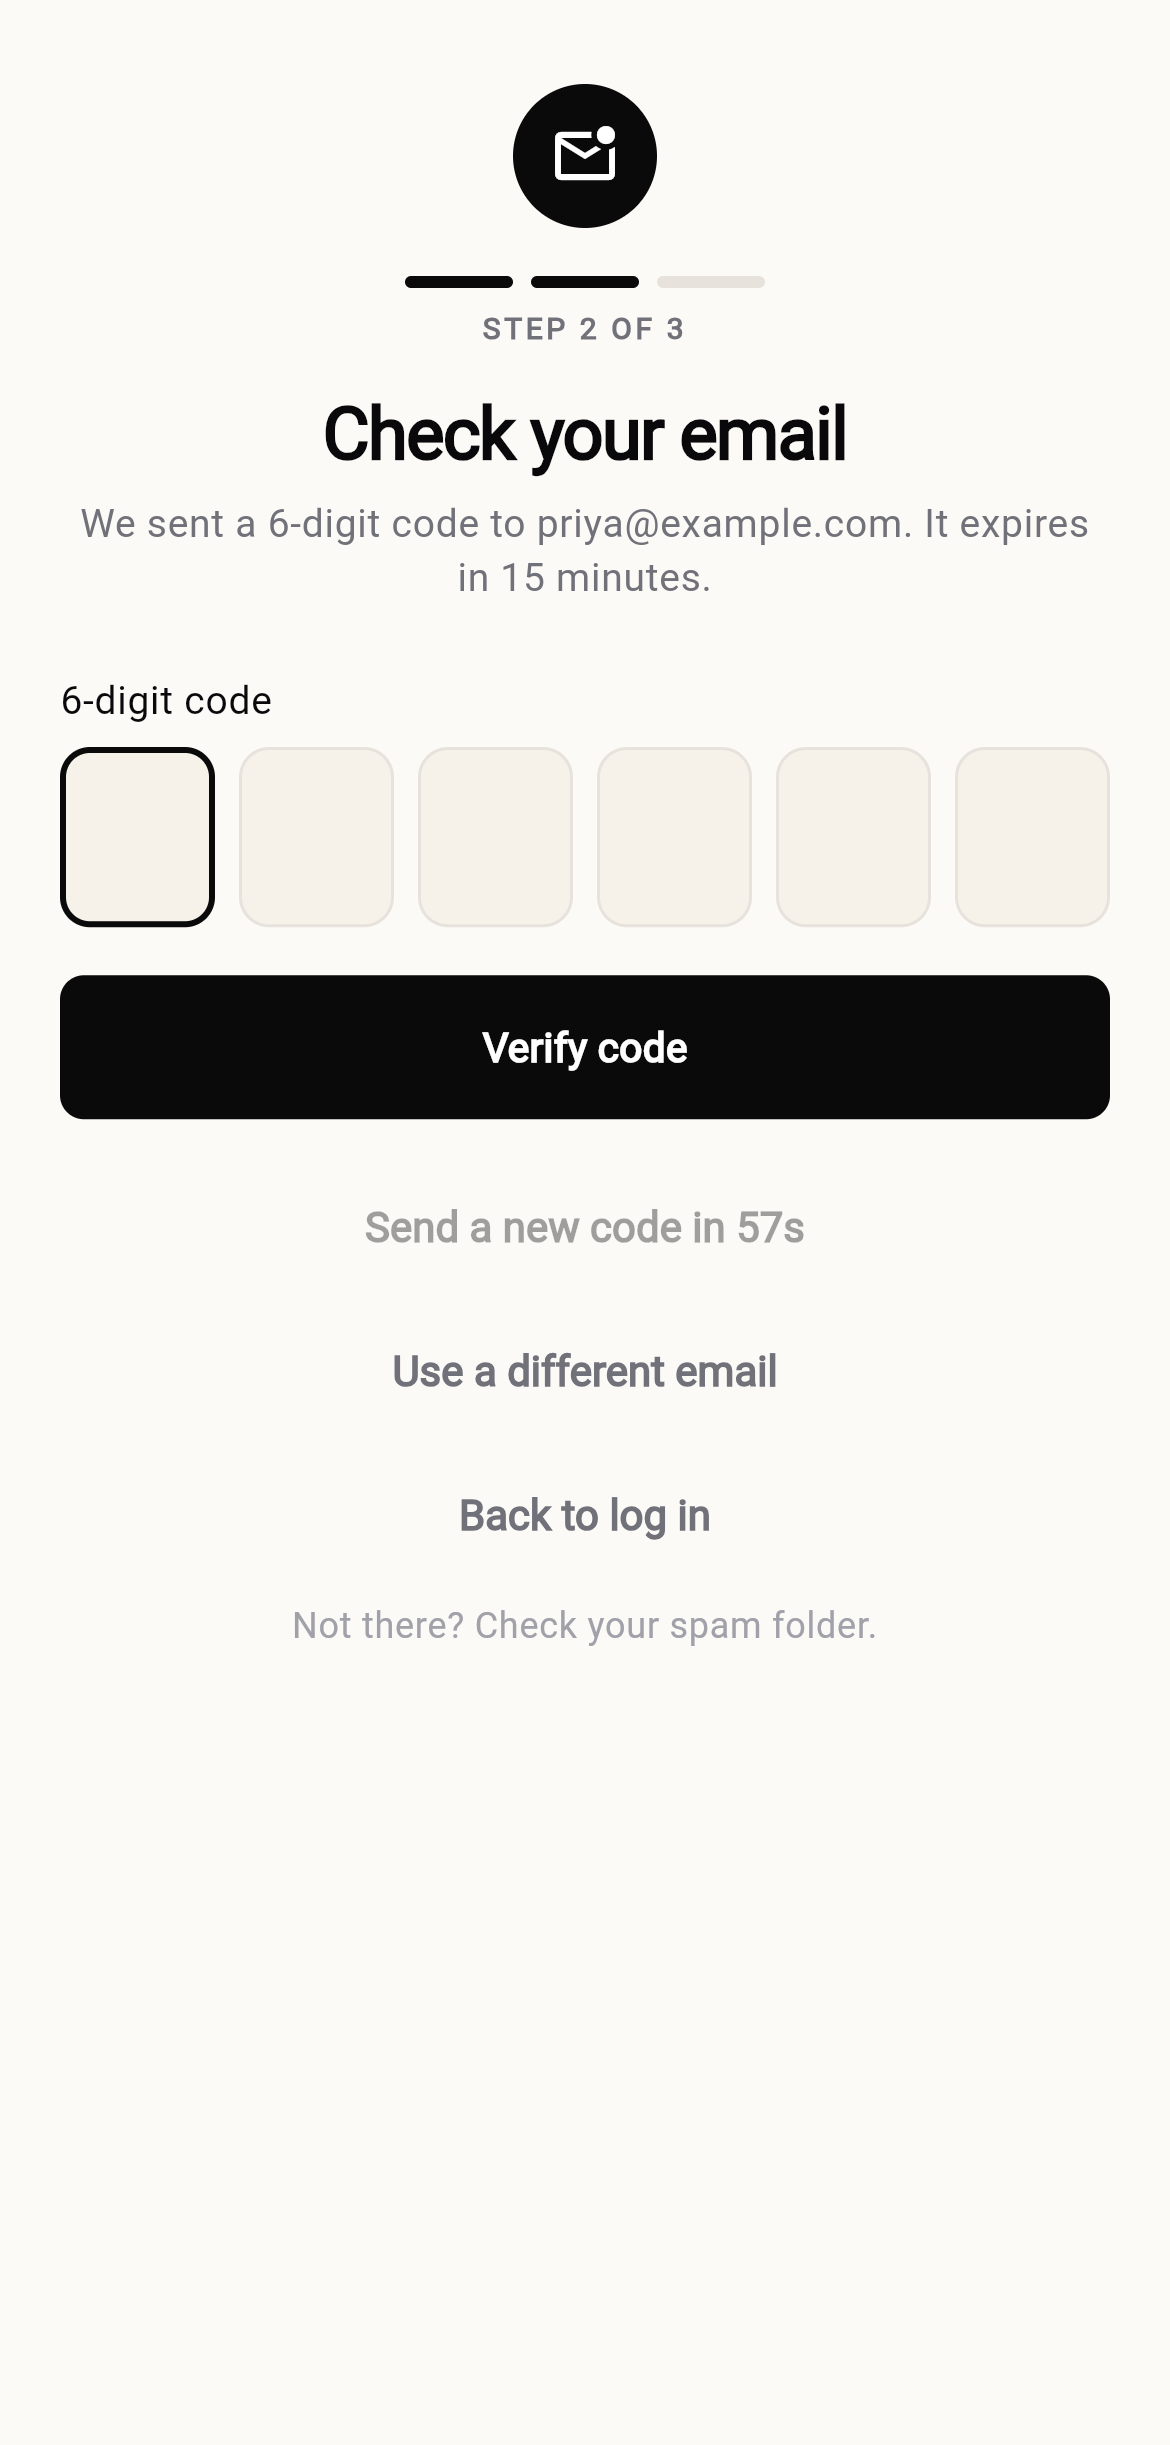 STEP 2 OF 3
Check your email
We sent a 6-digit code to priya@example.com. It expires
in 15 minutes.
6-digit code
Verify code
Send a new code in 57s
Use a different email
Back to log in
Not there? Check your spam folder.